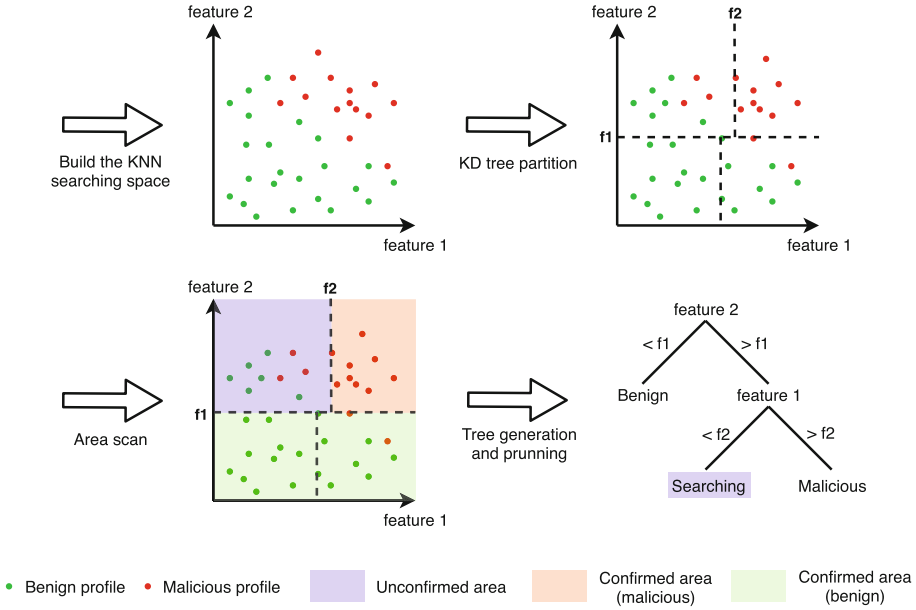 feature 2
Build the KNN
searching space
feature 1
feature 2
f2
f1
KD tree partition
feature 1
feature 2
f2
f1
Area scan
feature 1
Tree generation
and prunning
feature 2
< f1
> f1
Benign
feature 1
< f2
> f2
Searching
Malicious
Benign profile
Malicious profile
Unconfirmed area
Confirmed area
(malicious)
Confirmed area
(benign)